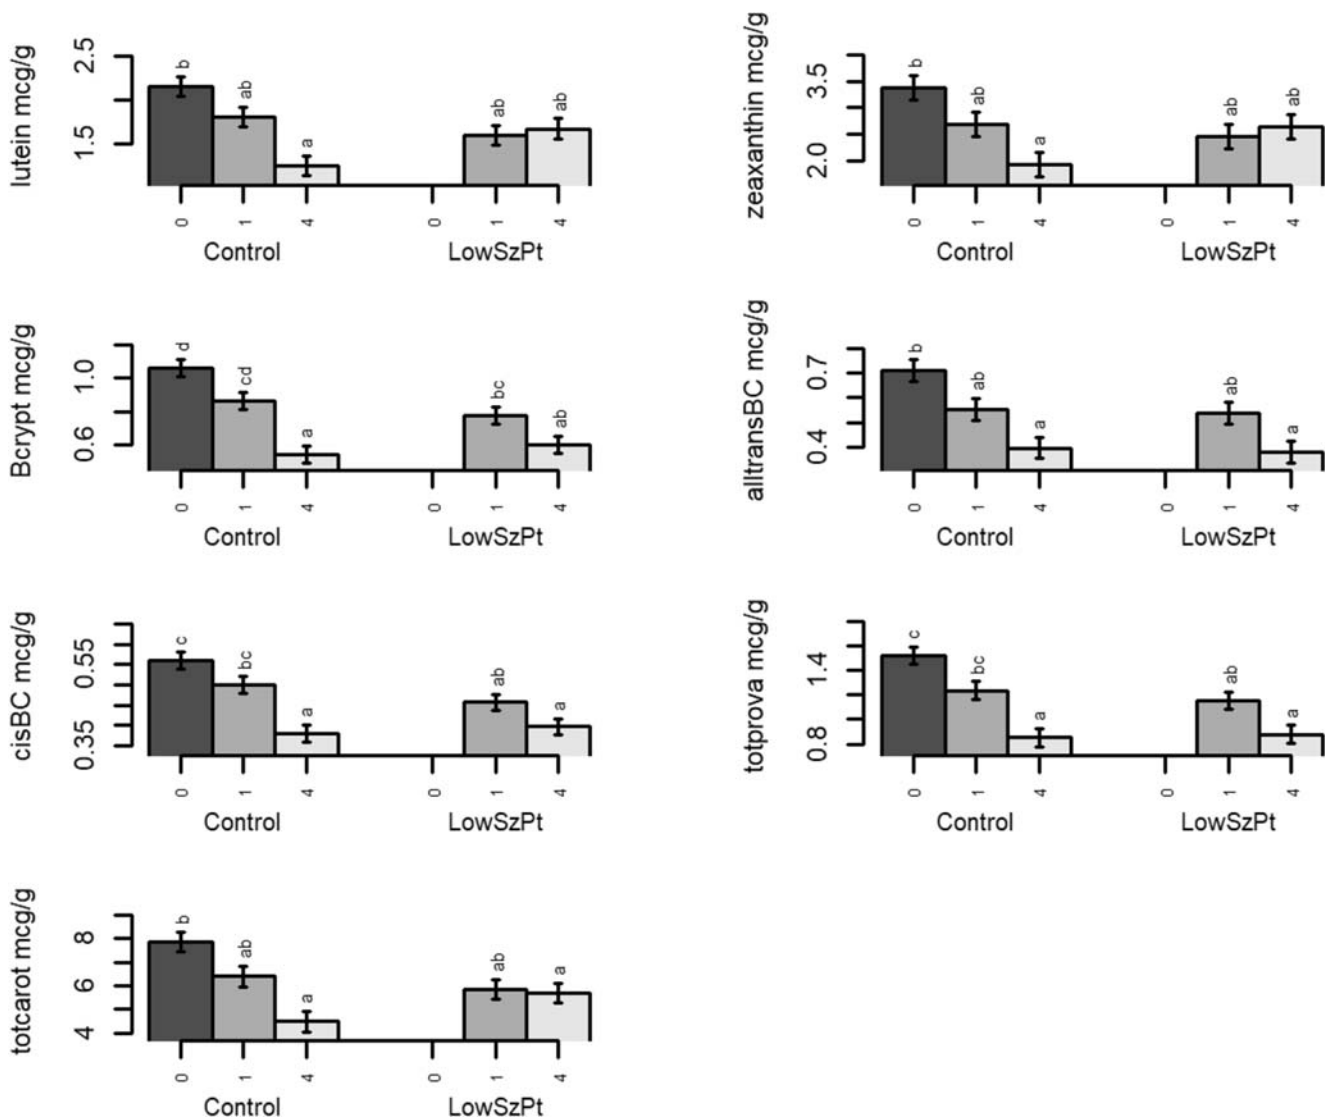 lutein mcg/g
2.5
1.5
b
ab
a
ab
ab
0
1
4
0
1
4
Control
LowSzPt
zeaxanthin mcg/g
3.5
2.0
b
ab
a
ab
ab
0
1
4
0
1
4
Control
LowSzPt
Bcrypt mcg/g
1.0
0.6
d
cd
a
bc
ab
0
1
4
0
1
4
Control
LowSzPt
alltransBC mcg/g
0.7
0.4
b
ab
a
ab
a
0
1
4
0
1
4
Control
LowSzPt
cisBC mcg/g
0.55
0.35
c
bc
a
ab
a
0
1
4
0
1
4
Control
LowSzPt
totprova mcg/g
1.4
0.8
c
bc
a
ab
a
0
1
4
0
1
4
Control
LowSzPt
totcarot mcg/g
8
6
4
b
ab
a
ab
a
0
1
4
0
1
4
Control
LowSzPt